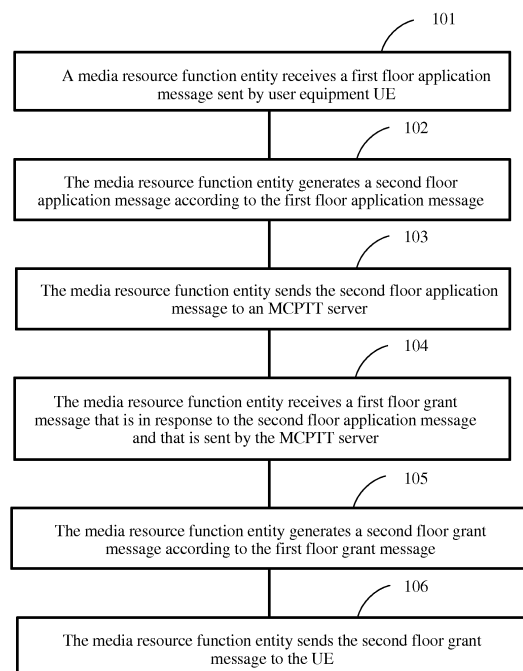 101
A media resource function entity receives a first floor application
message sent by user equipment UE
102
The media resource function entity generates a second floor
application message according to the first floor application message
103
The media resource function entity sends the second floor application
message to an MCPTT server
104
The media resource function entity receives a first floor grant
message that is in response to the second floor application message
and that is sent by the MCPTT server
105
The media resource function entity generates a second floor grant
message according to the first floor grant message
106
The media resource function entity sends the second floor grant
message to the UE